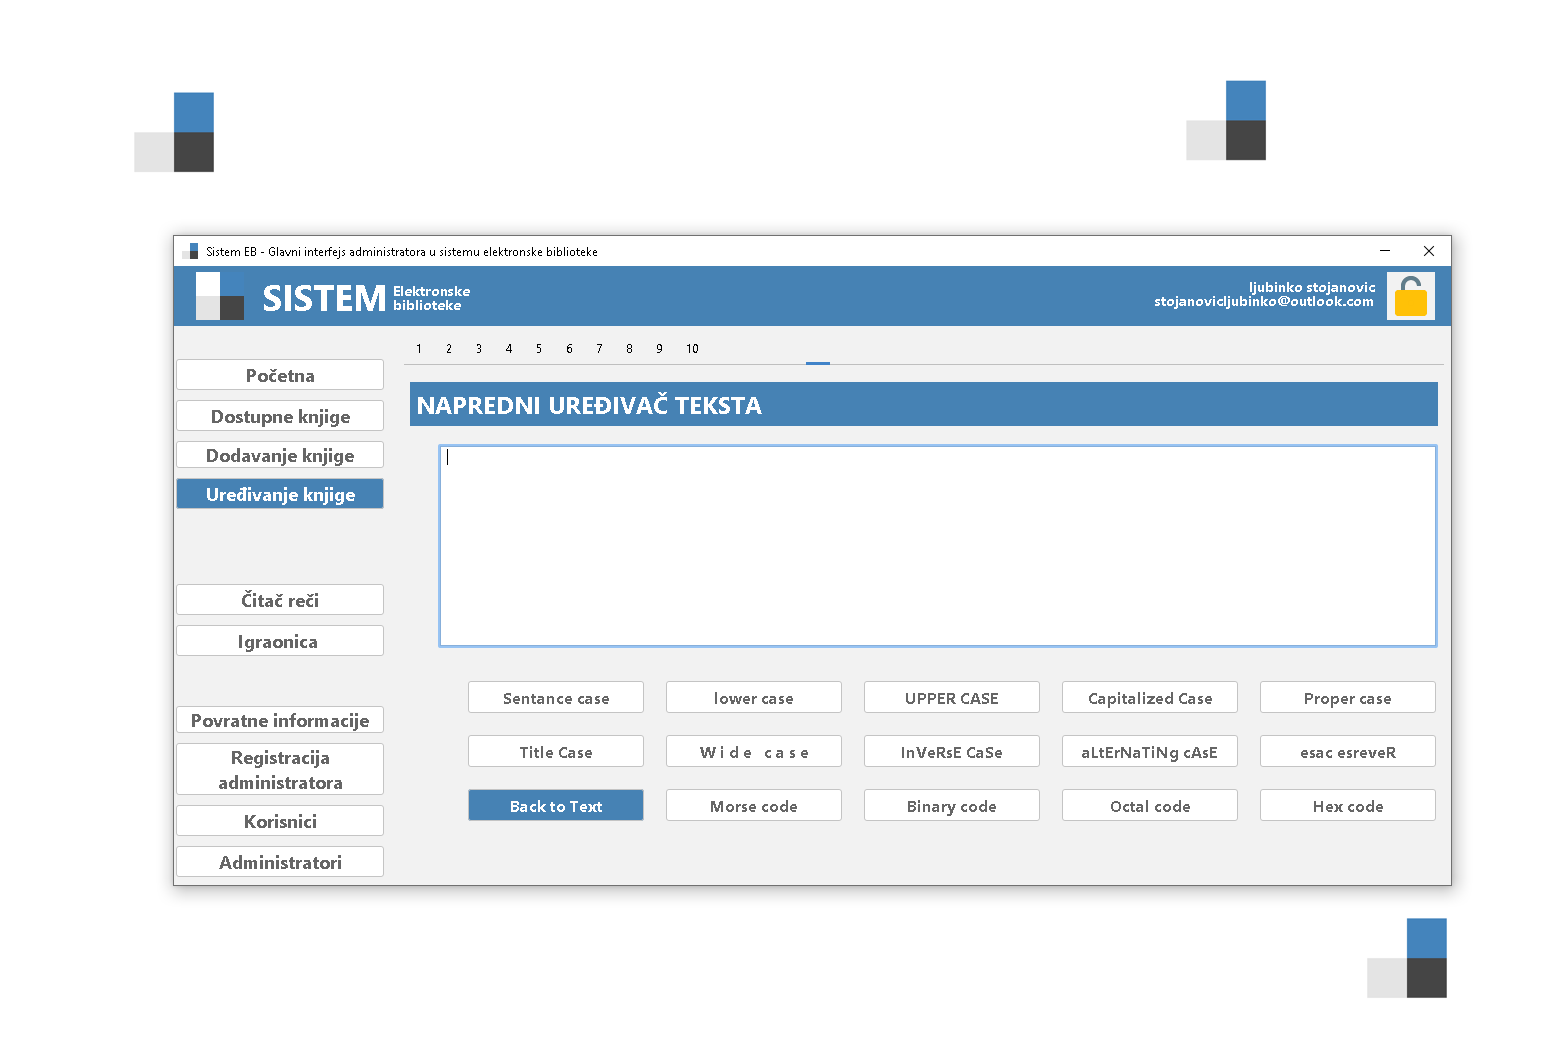 Sistem EB - Glavni interfejs administratora u sistemu elektronske biblioteke
SISTEM Elektronske
biblioteke
ljubinko stojanovic
stojanovicljubinko@outlook.com
1 2 3 4 5 6 7 8 9 10
Početna
Dostupne knjige
Dodavanje knjige
Uređivanje knjige
Čitač reči
Igraonica
Povratne informacije
Registracija
administratora
Korisnici
Administratori
NAPREDNI UREĐIVAČ TEKSTA
Sentance case lower case UPPER CASE Capitalized Case Proper case
Title Case W i d e c a s e InVeRsE CaSe aLtErNaTiNg cAsE esac esreveR
Back to Text Morse code Binary code Octal code Hex code